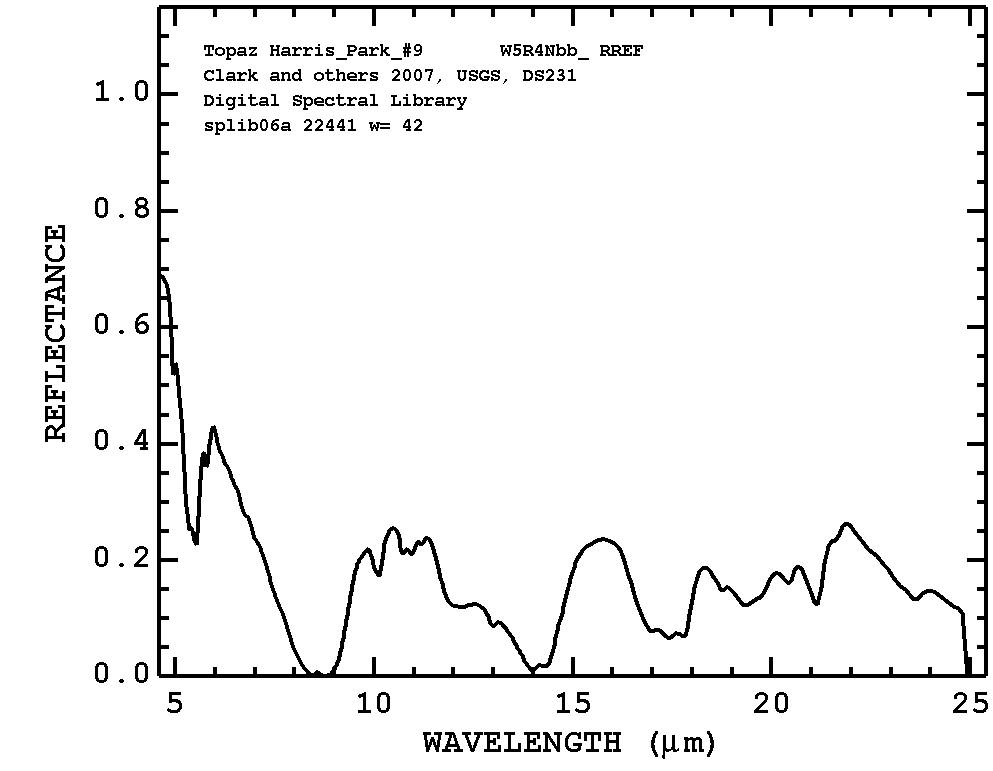 Topaz Harris_Park_#9 W5R4Nbb_ RREF
Clark and others 2007, USGS, DS231
Digital Spectral Library
splib06a 22441 w= 42
1.0
0.8
0.6
0.4
0.2
0.0
REFLECTANCE
5 10 15 20 25
WAVELENGTH (μm)